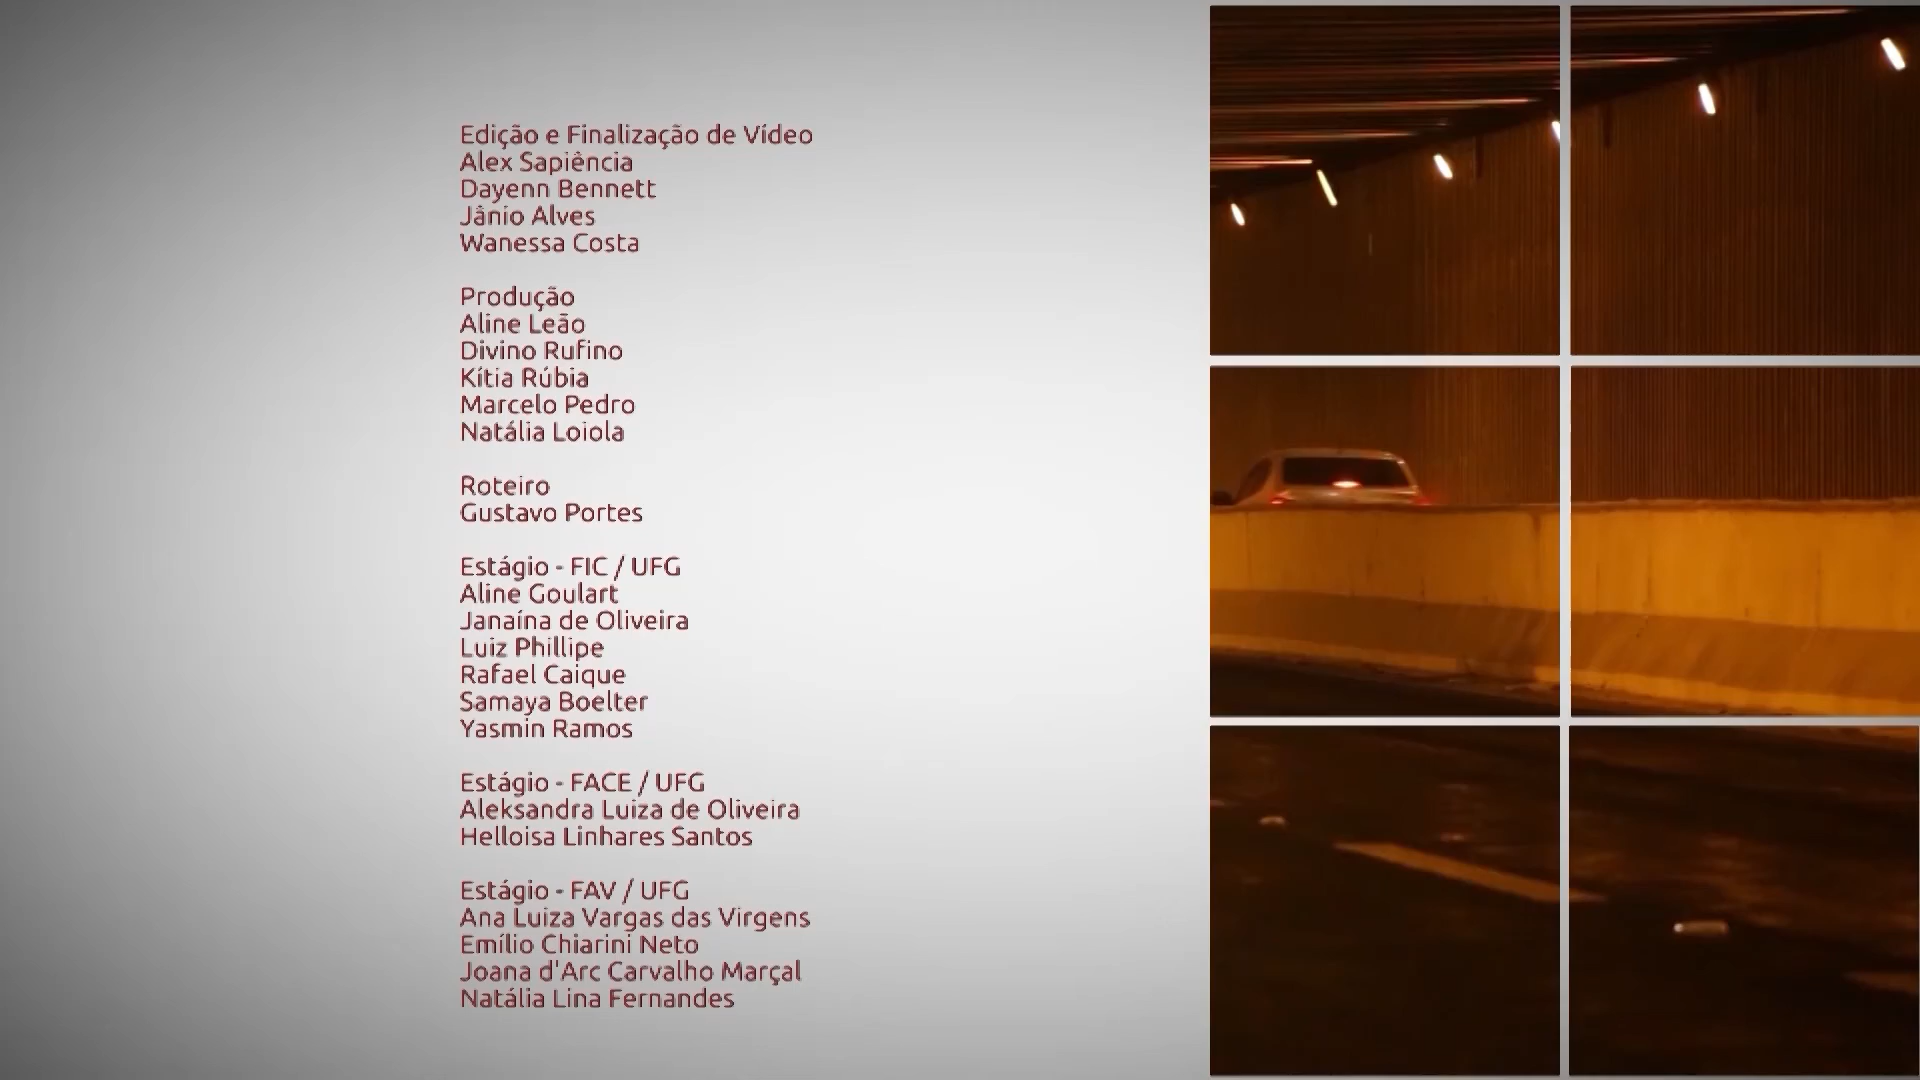 Edição e Finalização de Vídeo
Alex Sapiência
Dayenn Bennett
Jânio Alves
Wanessa Costa
Produção
Aline Leão
Divino Rufino
Kítia Rúbia
Marcelo Pedro
Natália Loiola
Roteiro
Gustavo Portes
Estágio - FIC / UFG
Aline Goulart
Janaína de Oliveira
Luiz Phillipe
Rafael Caique
Samaya Boelter
Yasmin Ramos
Estágio - FACE / UFG
Aleksandra Luiza de Oliveira
Helloisa Linhares Santos
Estágio - FAV / UFG
Ana Luiza Vargas das Virgens
Emílio Chiarini Neto
Joana d'Arc Carvalho Marçal
Natália Lina Fernandes